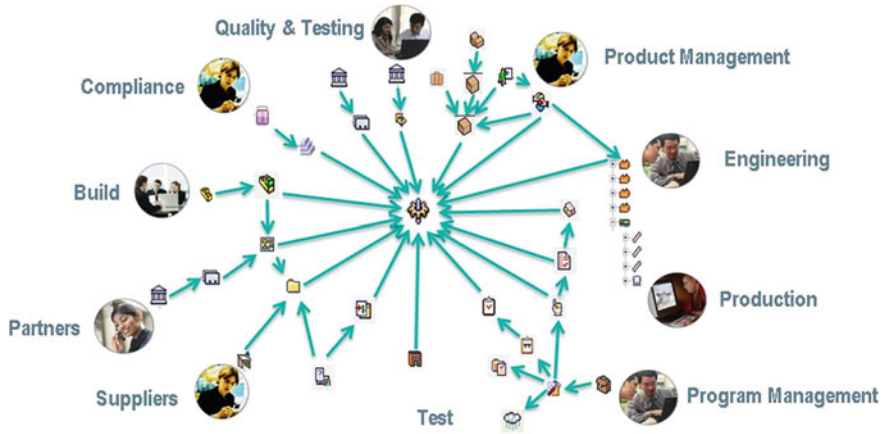 Quality & Testing
Product Management
Compliance
Engineering
Build
Production
Partners
Suppliers
Program Management
Test